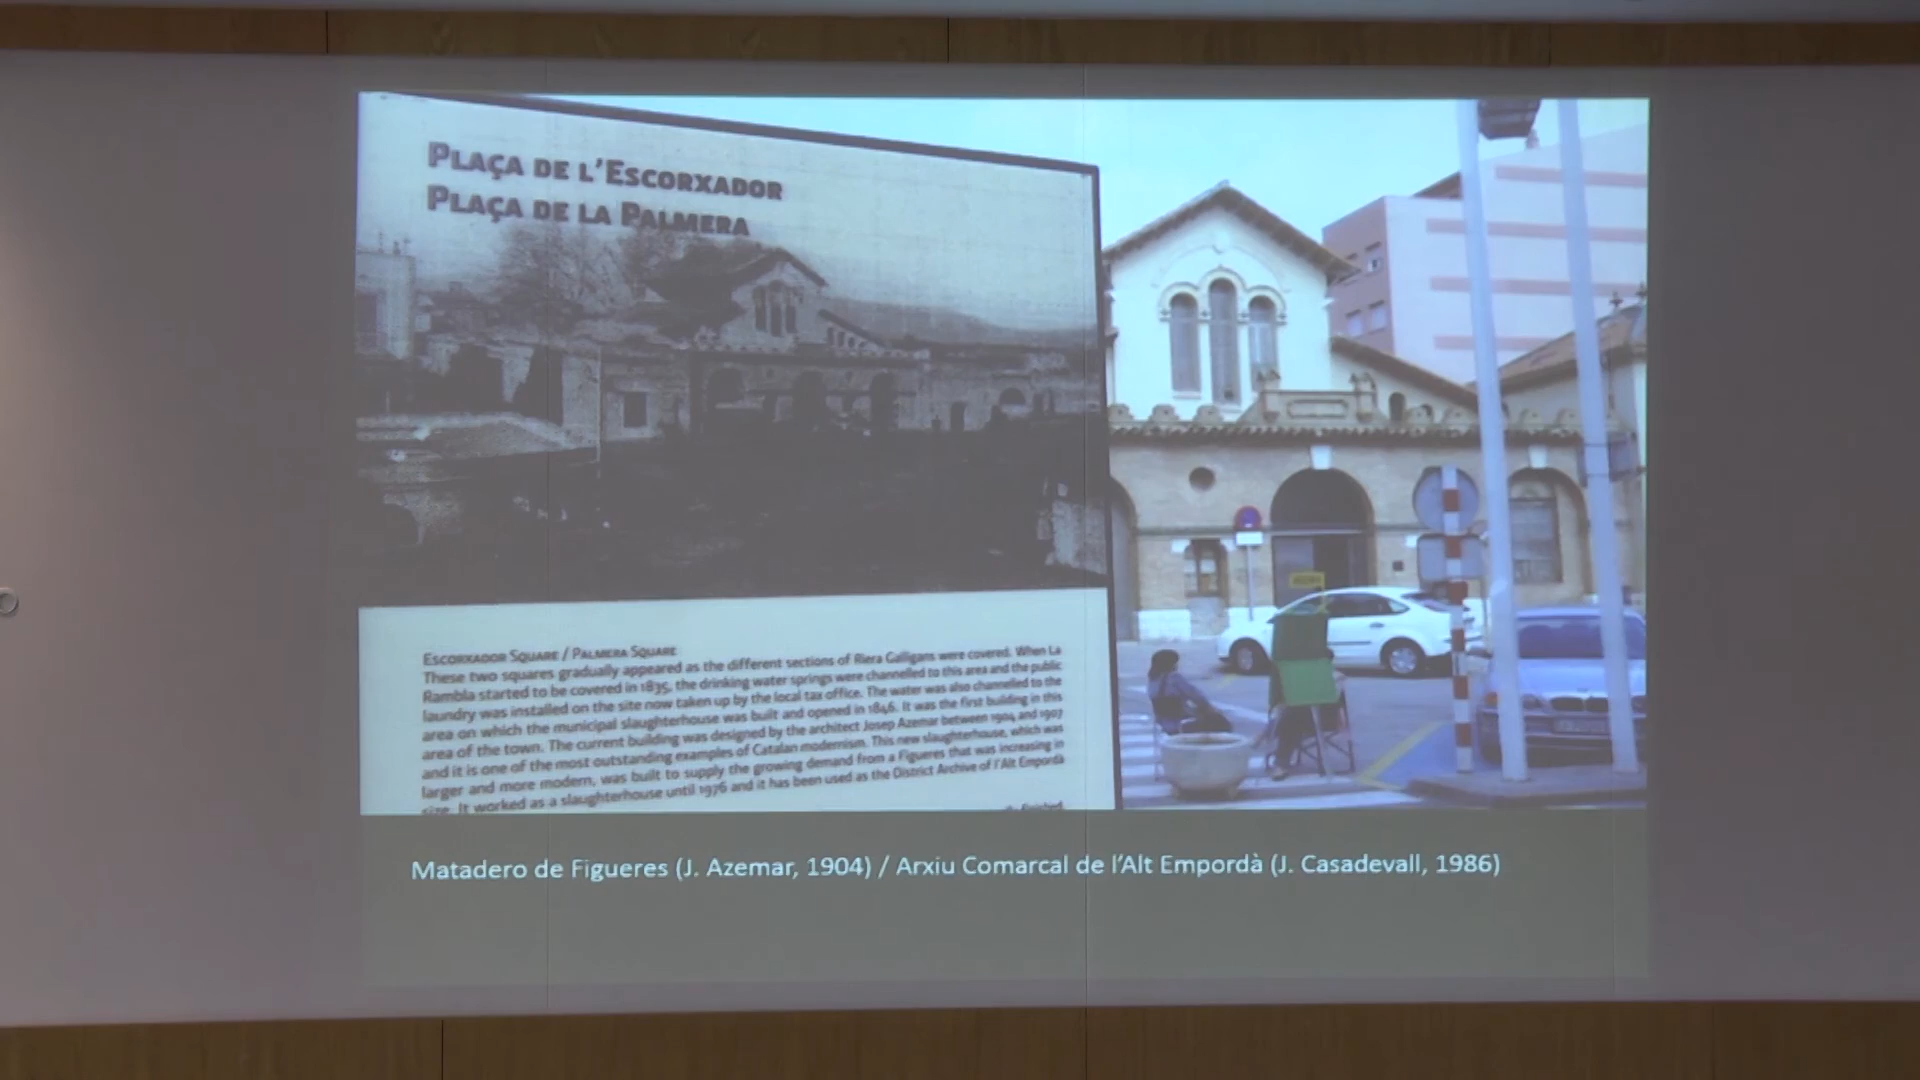 PLAÇA DE L'ESCORXADOR
PLAÇA DE LA PALMERA
ESCORXADOR SQUARE / PALMERA SQUARE
These two squares gradually appeared as the different sections of Riera Galligans were covered. When La
Rambla started to be covered in 1835, the drinking water springs were channelled to this area and the public
laundry was installed on the site now taken up by the local tax office. The water was also channelled to the
area on which the municipal slaughterhouse was built and opened in 1846. It was the first building in this
area of the town. The current building was designed by the architect Josep Azemar between 1904 and 1907
and it is one of the most outstanding examples of Catalan modernism. This new slaughterhouse, which was
larger and more modern, was built to supply the growing demand from a Figueres that was increasing in
size. It worked as a slaughterhouse until 1976 and it has been used as the District Archive of l'Alt Empordà
finished
Matadero de Figueres (J. Azemar, 1904) / Arxiu Comarcal de l'Alt Empordà (J. Casadevall, 1986)